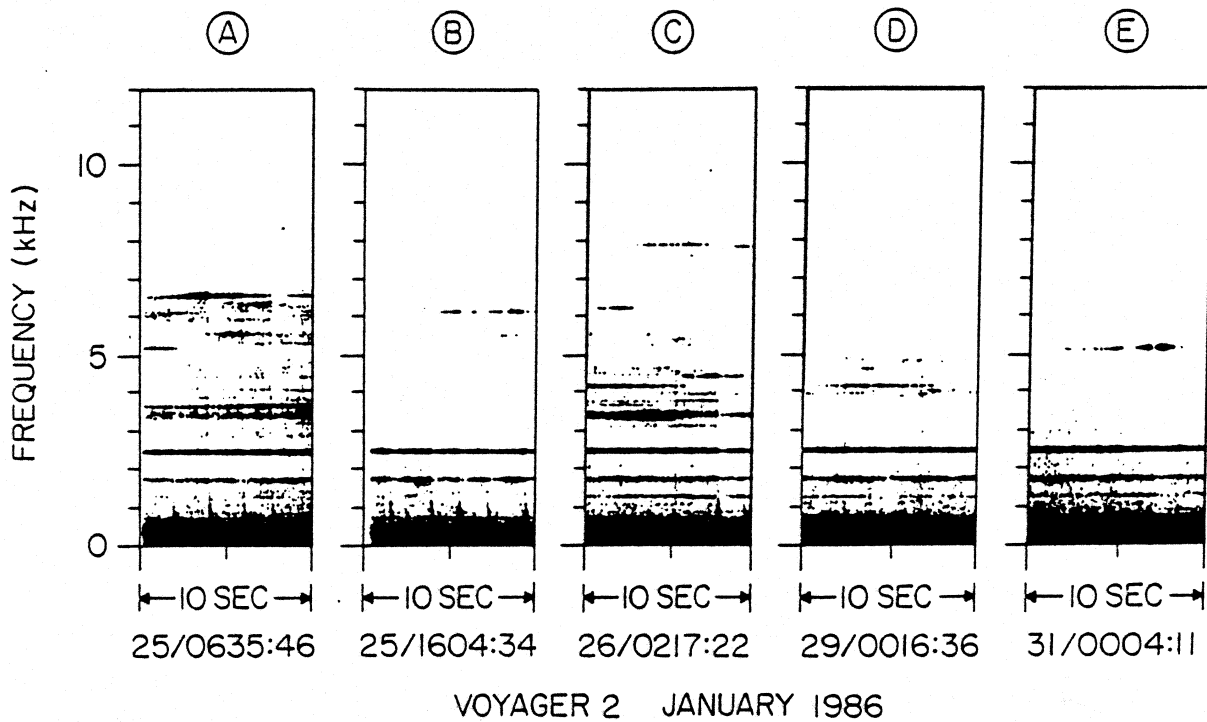 A B C D E
FREQUENCY (kHz)
10
5
0
10 SEC 10 SEC 10 SEC 10 SEC 10 SEC
25/0635:46 25/1604:34 26/0217:22 29/0016:36 31/0004:11
VOYAGER 2 JANUARY 1986